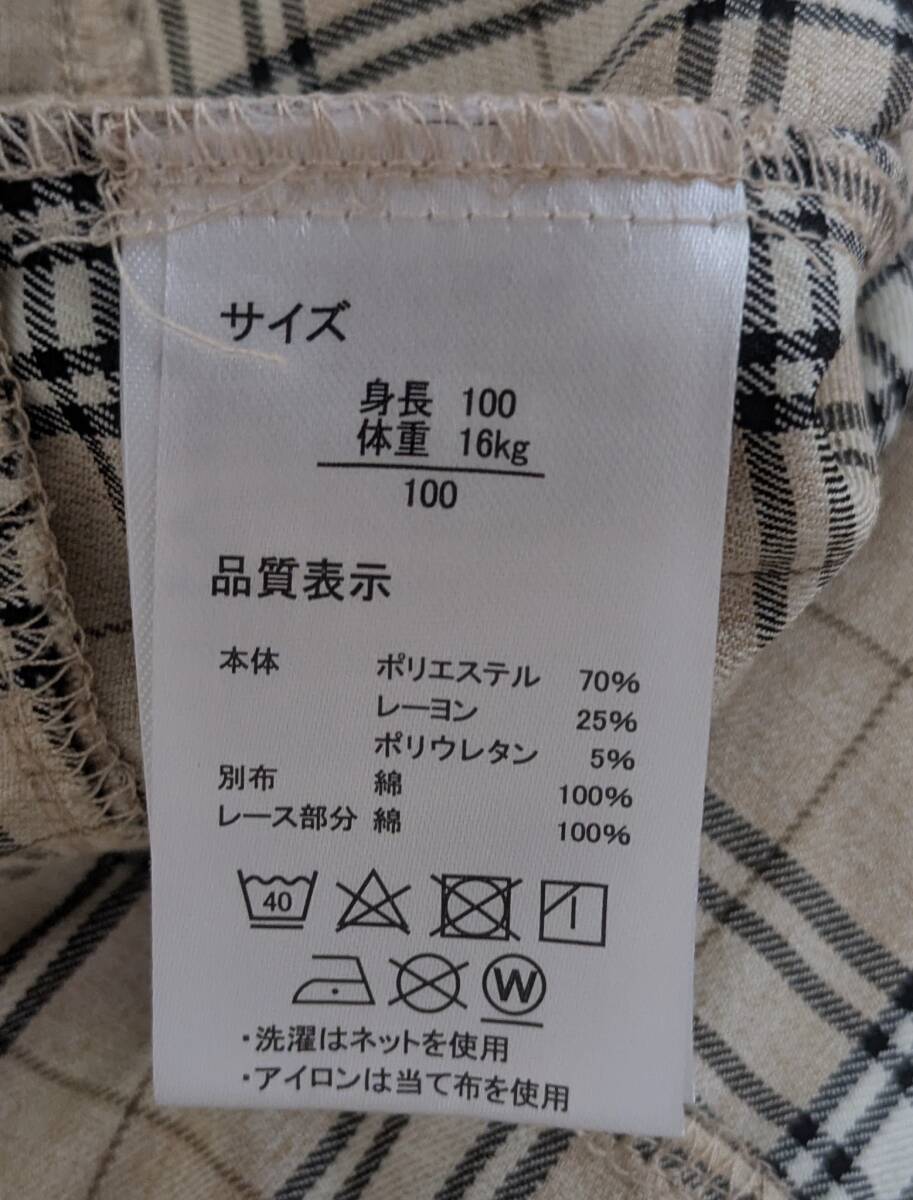 サイズ
身長 100
体重 16kg
100
品質表示
本体 ポリエステル 70%
レーヨン 25%
ポリウレタン 5%
別布 綿 100%
レース部分 綿 100%
40
W
・洗濯はネットを使用
・アイロンは当て布を使用